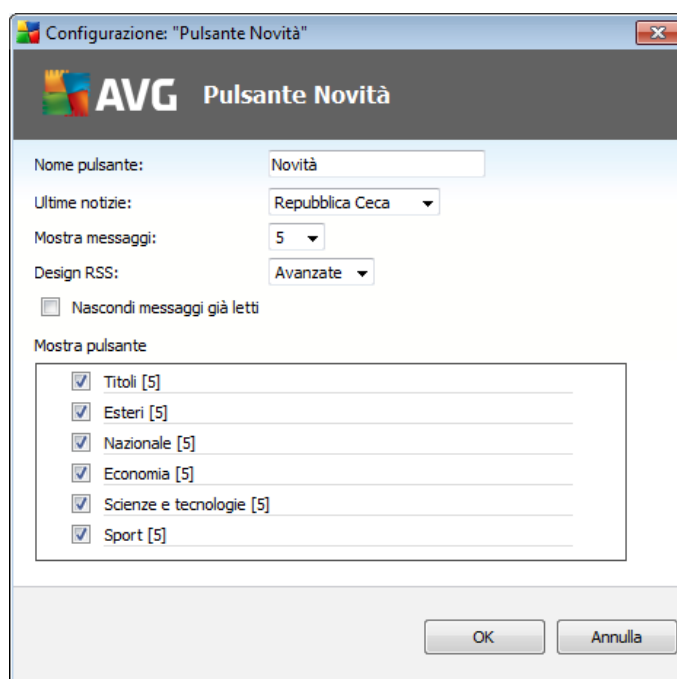 Configurazione: "Pulsante Novità"
AVG Pulsante Novità
Nome pulsante: Novità
Ultime notizie: Repubblica Ceca
Mostra messaggi: 5
Design RSS: Avanzate
Nascondi messaggi già letti
Mostra pulsante
Titoli [5]
Esteri [5]
Nazionale [5]
Economia [5]
Scienze e tecnologie [5]
Sport [5]
OK Annulla